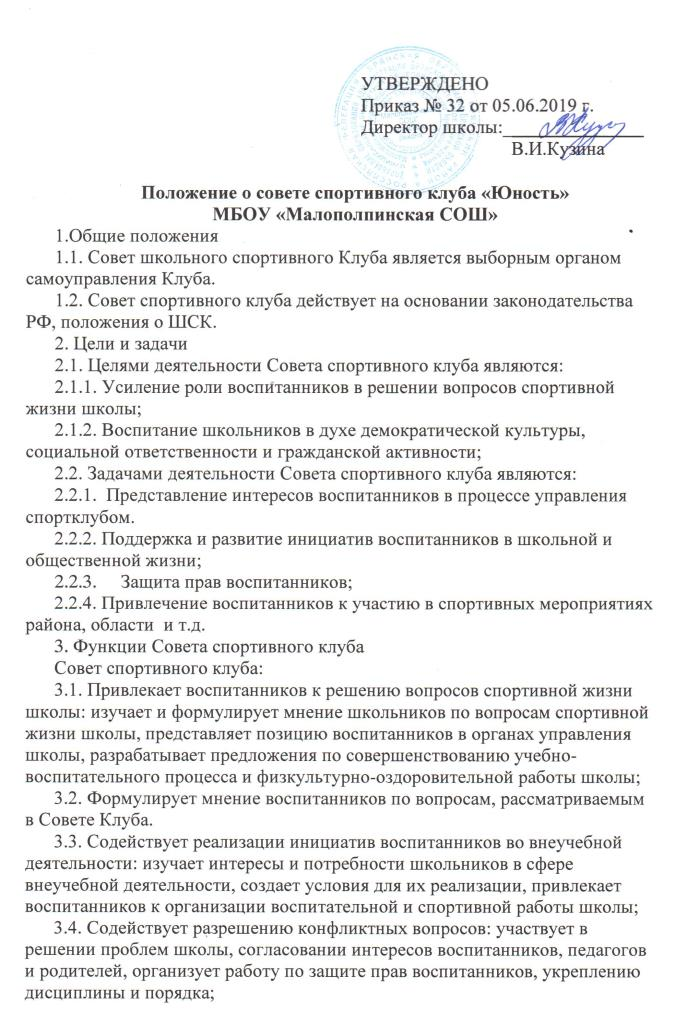 УТВЕРЖДЕНО
Приказ № 32 от 05.06.2019 г.
Директор школы:
В.И.Кузина
Положение о совете спортивного клуба «Юность»
МБОУ «Малополпинская СОШ»
1.Общие положения
1.1. Совет школьного спортивного Клуба является выборным органом
самоуправления Клуба.
1.2. Совет спортивного клуба действует на основании законодательства
РФ, положения о ШСК.
2. Цели и задачи
2.1. Целями деятельности Совета спортивного клуба являются:
2.1.1. Усиление роли воспитанников в решении вопросов спортивной
жизни школы;
2.1.2. Воспитание школьников в духе демократической культуры,
социальной ответственности и гражданской активности;
2.2. Задачами деятельности Совета спортивного клуба являются:
2.2.1. Представление интересов воспитанников в процессе управления
спортклубом.
2.2.2. Поддержка и развитие инициатив воспитанников в школьной и
общественной жизни;
2.2.3. Защита прав воспитанников;
2.2.4. Привлечение воспитанников к участию в спортивных мероприятиях
района, области и т.д.
3. Функции Совета спортивного клуба
Совет спортивного клуба:
3.1. Привлекает воспитанников к решению вопросов спортивной жизни
школы: изучает и формулирует мнение школьников по вопросам спортивной
жизни школы, представляет позицию воспитанников в органах управления
школы, разрабатывает предложения по совершенствованию учебно-
воспитательного процесса и физкультурно-оздоровительной работы школы;
3.2. Формулирует мнение воспитанников по вопросам, рассматриваемым
в Совете Клуба.
3.3. Содействует реализации инициатив воспитанников во внеучебной
деятельности: изучает интересы и потребности школьников в сфере
внеучебной деятельности, создает условия для их реализации, привлекает
воспитанников к организации воспитательной и спортивной работы школы;
3.4. Содействует разрешению конфликтных вопросов: участвует в
решении проблем школы, согласовании интересов воспитанников, педагогов
и родителей, организует работу по защите прав воспитанников, укреплению
дисциплины и порядка;